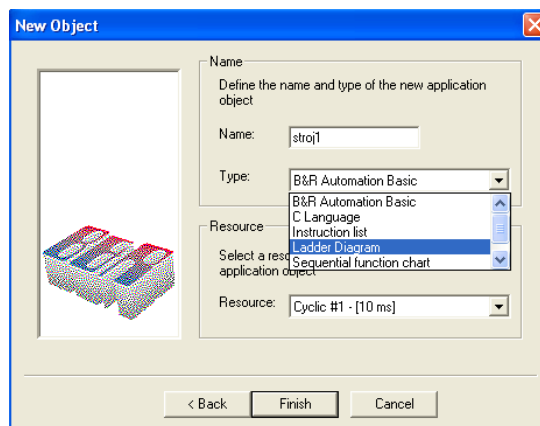 New Object
Name
Define the name and type of the new application
object
Name:
stroj1
Type:
B&R Automation Basic
B&R Automation Basic
C Language
Instruction list
Ladder Diagram
Sequential function chart
Resource
Select a
application object
Resource:
Cyclic #1 - [10 ms]
< Back
Finish
Cancel